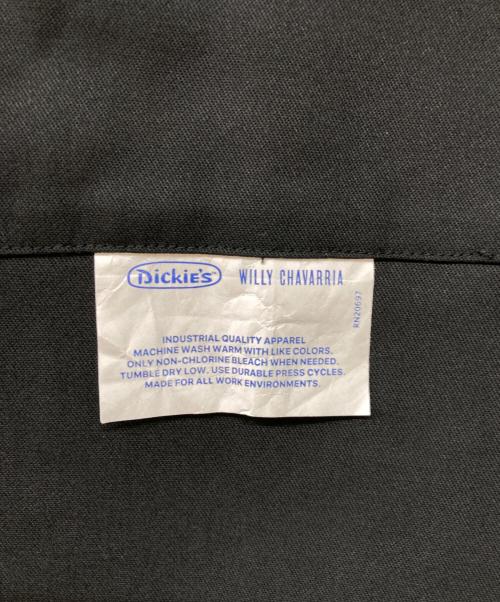 DICKIE'S WILLY CHAVARRIA
RN20697
INDUSTRIAL QUALITY APPAREL
MACHINE WASH WARM WITH LIKE COLORS.
ONLY NON-CHLORINE BLEACH WHEN NEEDED.
TUMBLE DRY LOW. USE DURABLE PRESS CYCLES.
MADE FOR ALL WORK ENVIRONMENTS.